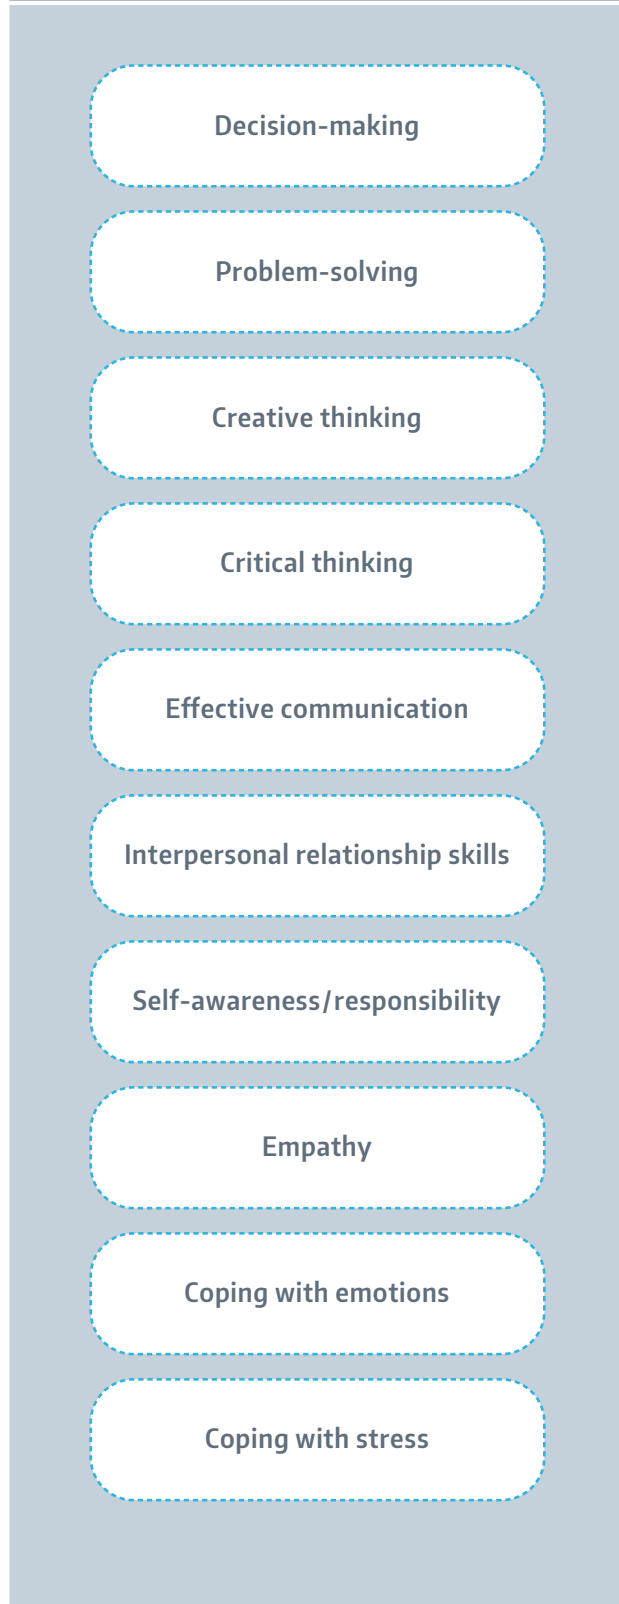 Decision-making
Problem-solving
Creative thinking
Critical thinking
Effective communication
Interpersonal relationship skills
Self-awareness/responsibility
Empathy
Coping with emotions
Coping with stress